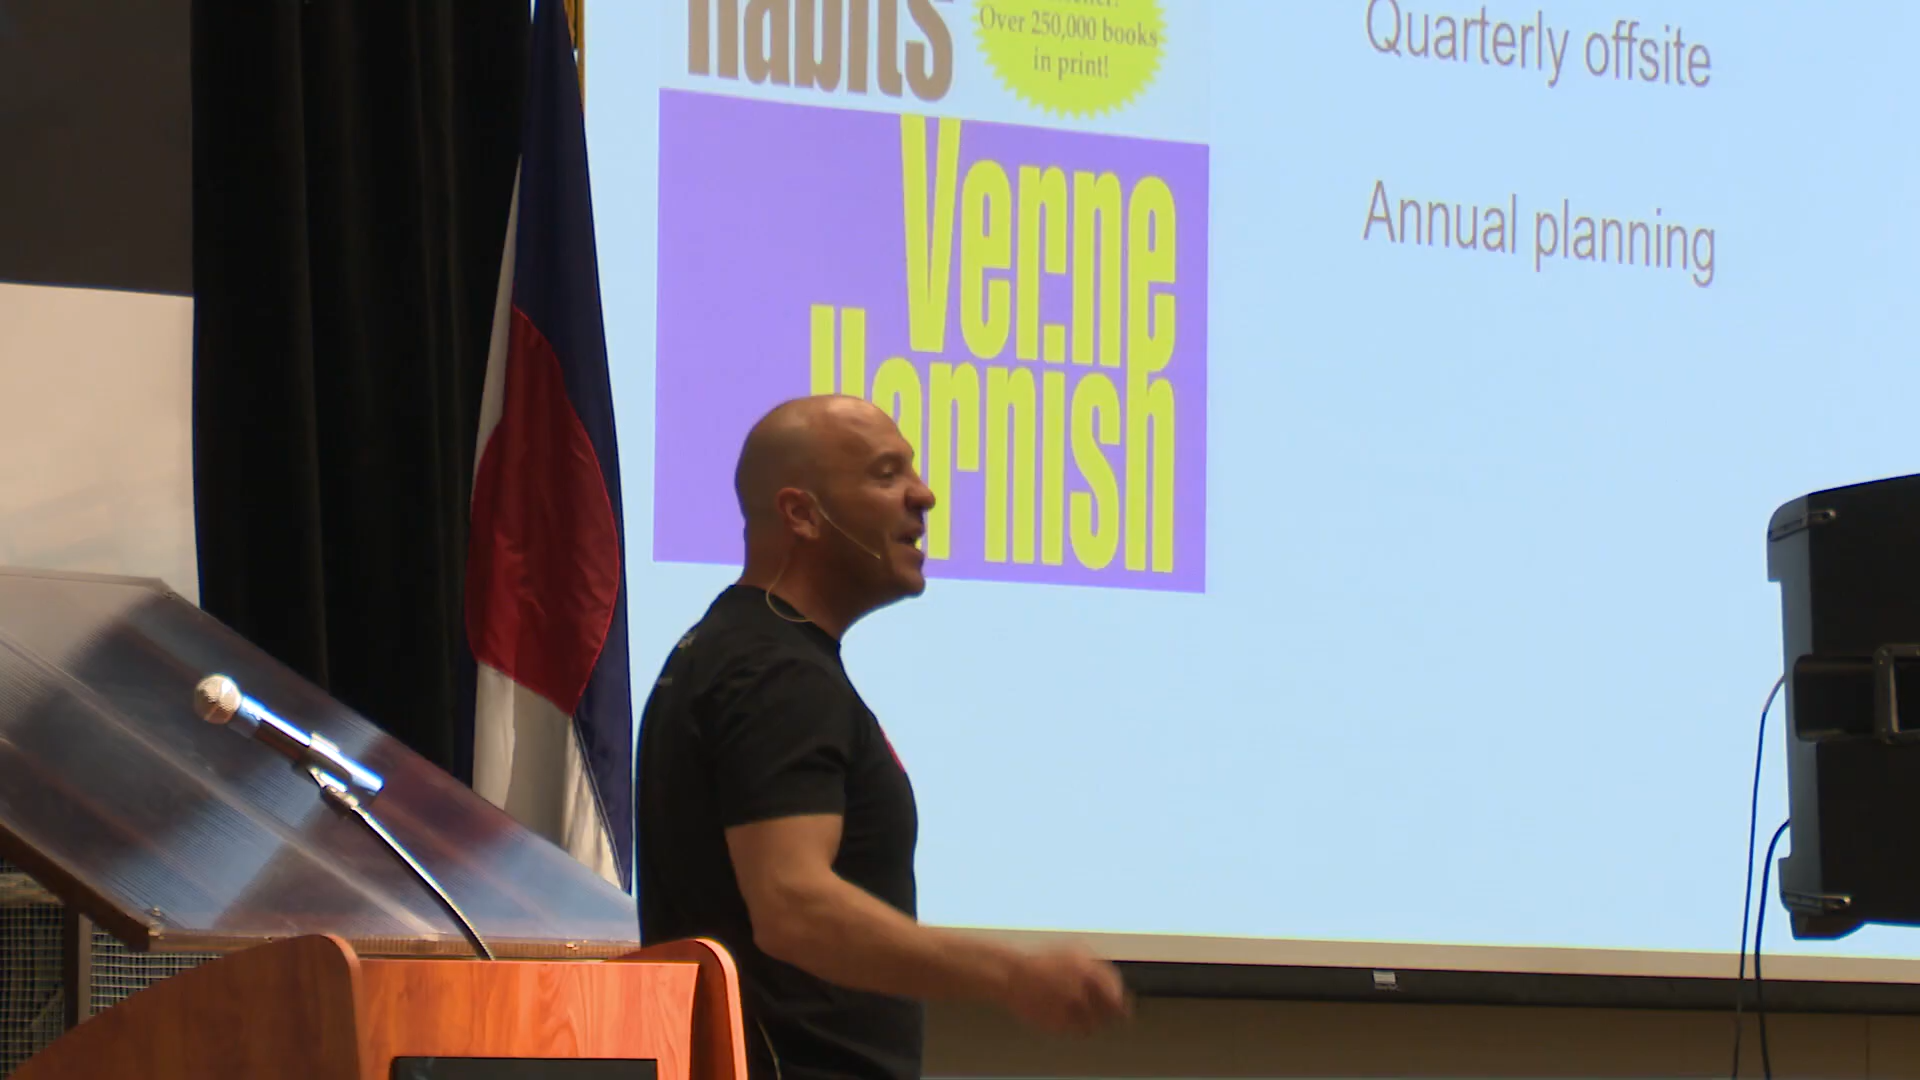 Habits
Over 250,000 books
in print!
Verne
Harnish
Quarterly offsite
Annual planning